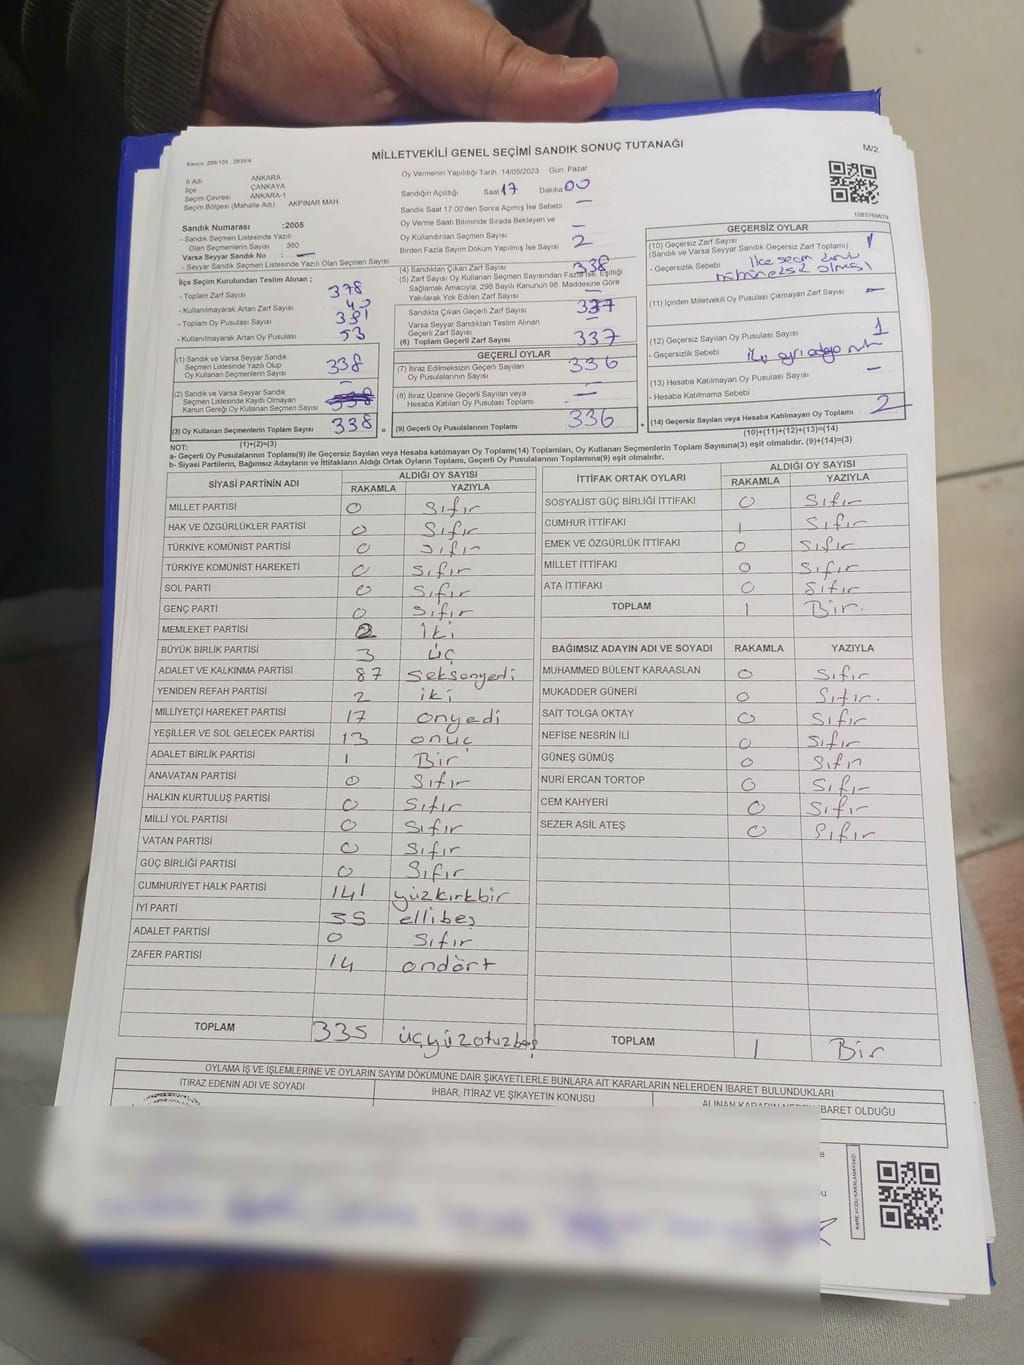 Kanun: 298/105 2839/4
MİLLETVEKİLİ GENEL SEÇİMİ SANDIK SONUÇ TUTANAĞI
M/2
İl Adı ANKARA
İlçe ÇANKAYA
Seçim Çevresi ANKARA-1
Seçim Bölgesi (Mahalle Adı) AKPINAR MAH.
Sandık Numarası :2005
- Sandık Seçmen Listesinde Yazılı
Olan Seçmenlerin Sayısı 380
Varsa Seyyar Sandık No —
- Seyyar Sandık Seçmen Listesinde Yazılı Olan Seçmen Sayısı
Oy Vermenin Yapıldığı Tarih 14/05/2023 Gün Pazar
Sandığın Açıldığı Saat 17 Dakika 00
Sandık Saat 17.00'den Sonra Açımış İse Sebebi —
Oy Verme Saati Bitiminde Sırada Bekleyen ve
Oy Kullandırılan Seçmen Sayısı —
Birden Fazla Sayım Döküm Yapılmış İse Sayısı 2
1083769679
İlçe Seçim Kurulundan Teslim Alınan ;
- Toplam Zarf Sayısı 378
- Kullanılmayarak Artan Zarf Sayısı 40
- Toplam Oy Pusulası Sayısı 391
- Kullanılmayarak Artan Oy Pusulası 53
(1) Sandık ve Varsa Seyyar Sandık
Seçmen Listesinde Yazılı Olup
Oy Kullanan Seçmenlerin Sayısı 338
(2) Sandık ve Varsa Seyyar Sandık
Seçmen Listesinde Kaydı Olmayan
Kanun Gereği Oy Kullanan Seçmen Sayısı —
(3) Oy Kullanan Seçmenlerin Toplam Sayısı : 338 =
(1)+(2)=(3)
(4) Sandıktan Çıkan Zarf Sayısı 338
(5) Zarf Sayısı Oy Kullanan Seçmen Sayısından Fazla İse, Eşitliği
Sağlamak Amacıyla, 298 Sayılı Kanunun 98. Maddesine Göre
Yakılarak Yok Edilen Zarf Sayısı —
Sandıkta Çıkan Geçerli Zarf Sayısı 337
Varsa Seyyar Sandıktan Teslim Alınan
Geçerli Zarf Sayısı —
(6) Toplam Geçerli Zarf Sayısı : 337
GEÇERLİ OYLAR
(7) İtiraz Edilmeksizin Geçerli Sayılan
Oy Pusulalarının Sayısı 336
(8) İtiraz Üzerine Geçerli Sayılan veya
Hesaba Katılan Oy Pusulası Toplamı —
(9) Geçerli Oy Pusulalarının Toplamı : 336 +
GEÇERSİZ OYLAR
(10) Geçersiz Zarf Sayısı 1
(Sandık ve Varsa Seyyar Sandık Geçersiz Zarf Toplamı)
- Geçersizlik Sebebi İlçe seçim
olması
(11) İçinden Milletvekili Oy Pusulası Çıkmayan Zarf Sayısı —
(12) Geçersiz Sayılan Oy Pusulası Sayısı 1
- Geçersizlik Sebebi
(13) Hesaba Katılmayan Oy Pusulası Sayısı —
- Hesaba Katılmama Sebebi
(14) Geçersiz Sayılan veya Hesaba Katılmayan Oy Toplamı : 2
(10)+(11)+(12)+(13)=(14)
NOT:
a- Geçerli Oy Pusulalarının Toplamı(9) ile Geçersiz Sayılan veya Hesaba katılmayan Oy Toplamı(14) Toplamları, Oy Kullanan Seçmenlerin Toplam Sayısına(3) eşit olmalıdır. (9)+(14)=(3)
b- Siyasi Partilerin, Bağımsız Adayların ve İttifakların Aldığı Ortak Oyların Toplamı, Geçerli Oy Pusulalarının Toplamına(9) eşit olmalıdır.
SİYASİ PARTİNİN ADI ALDIĞI OY SAYISI
RAKAMLA YAZIYLA
MİLLET PARTİSİ 0 Sıfır
HAK VE ÖZGÜRLÜKLER PARTİSİ 0 Sıfır
TÜRKİYE KOMÜNİST PARTİSİ 0 Sıfır
TÜRKİYE KOMÜNİST HAREKETİ 0 Sıfır
SOL PARTİ 0 Sıfır
GENÇ PARTİ 0 Sıfır
MEMLEKET PARTİSİ 2 iki
BÜYÜK BİRLİK PARTİSİ 3 üç
ADALET VE KALKINMA PARTİSİ 87 seksenyedi
YENİDEN REFAH PARTİSİ 2 iki
MİLLİYETÇİ HAREKET PARTİSİ 17 onyedi
YEŞİLLER VE SOL GELECEK PARTİSİ 13 onüç
ADALET BİRLİK PARTİSİ 1 Bir
ANAVATAN PARTİSİ 0 Sıfır
HALKIN KURTULUŞ PARTİSİ 0 Sıfır
MİLLİ YOL PARTİSİ 0 Sıfır
VATAN PARTİSİ 0 Sıfır
GÜÇ BİRLİĞİ PARTİSİ 0 Sıfır
CUMHURİYET HALK PARTİSİ 141 yüzkırkbir
İYİ PARTİ 55 ellibeş
ADALET PARTİSİ 0 Sıfır
ZAFER PARTİSİ 14 ondört
TOPLAM 335 üçyüzotuzbeş
İTTİFAK ORTAK OYLARI ALDIĞI OY SAYISI
RAKAMLA YAZIYLA
SOSYALİST GÜÇ BİRLİĞİ İTTİFAKI 0 Sıfır
CUMHUR İTTİFAKI 1 Sıfır
EMEK VE ÖZGÜRLÜK İTTİFAKI 0 Sıfır
MİLLET İTTİFAKI 0 Sıfır
ATA İTTİFAKI 0 Sıfır
TOPLAM 1 Bir.
BAĞIMSIZ ADAYIN ADI VE SOYADI RAKAMLA YAZIYLA
MUHAMMED BÜLENT KARAASLAN 0 Sıfır
MUKADDER GÜNERİ 0 Sıfır.
SAİT TOLGA OKTAY 0 Sıfır
NEFİSE NESRİN İLİ 0 Sıfır
GÜNEŞ GÜMÜŞ 0 Sıfır
NURİ ERCAN TORTOP 0 Sıfır
CEM KAHYERİ 0 Sıfır
SEZER ASİL ATEŞ 0 Sıfır
TOPLAM 1 Bir
OYLAMA İŞ VE İŞLEMLERİNE VE OYLARIN SAYIM DÖKÜMÜNE DAİR ŞİKAYETLERLE BUNLARA AİT KARARLARIN NELERDEN İBARET BULUNDUKLARI
İTİRAZ EDENİN ADI VE SOYADI İHBAR, İTİRAZ VE ŞİKAYETİN KONUSU ALINAN KARARIN NEDEN İBARET OLDUĞU
KARE KODU KARALAMAYINIZ!